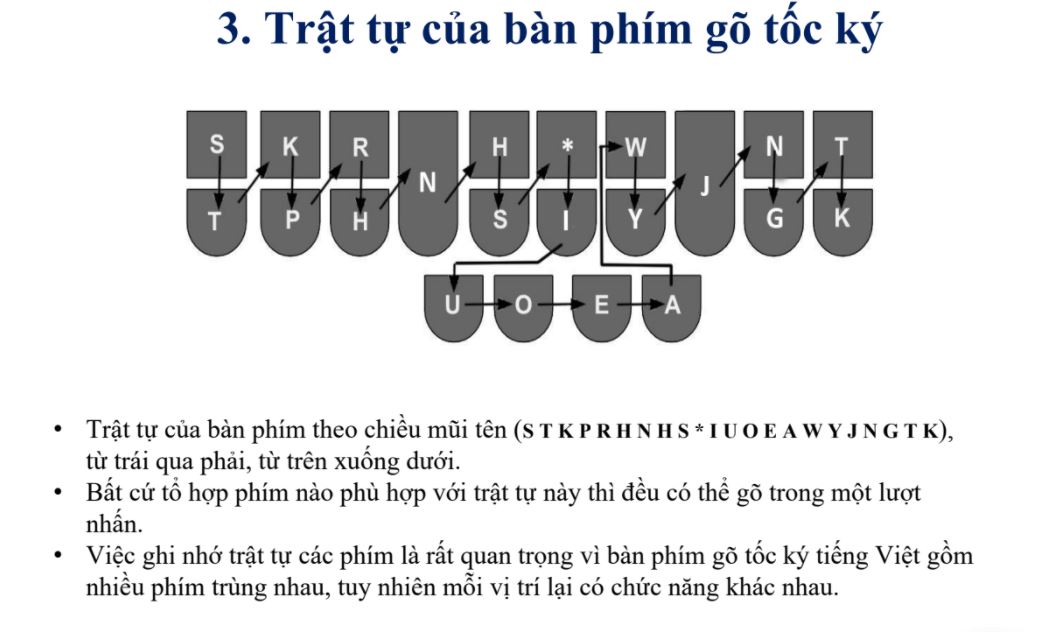 3. Trật tự của bàn phím gõ tốc ký
S K R H * W N T
N J
T P H S I Y G K
U O E A
• Trật tự của bàn phím theo chiều mũi tên (S T K P R H N H S * I U O E A W Y J N G T K),
từ trái qua phải, từ trên xuống dưới.
• Bất cứ tổ hợp phím nào phù hợp với trật tự này thì đều có thể gõ trong một lượt
nhấn.
• Việc ghi nhớ trật tự các phím là rất quan trọng vì bàn phím gõ tốc ký tiếng Việt gồm
nhiều phím trùng nhau, tuy nhiên mỗi vị trí lại có chức năng khác nhau.